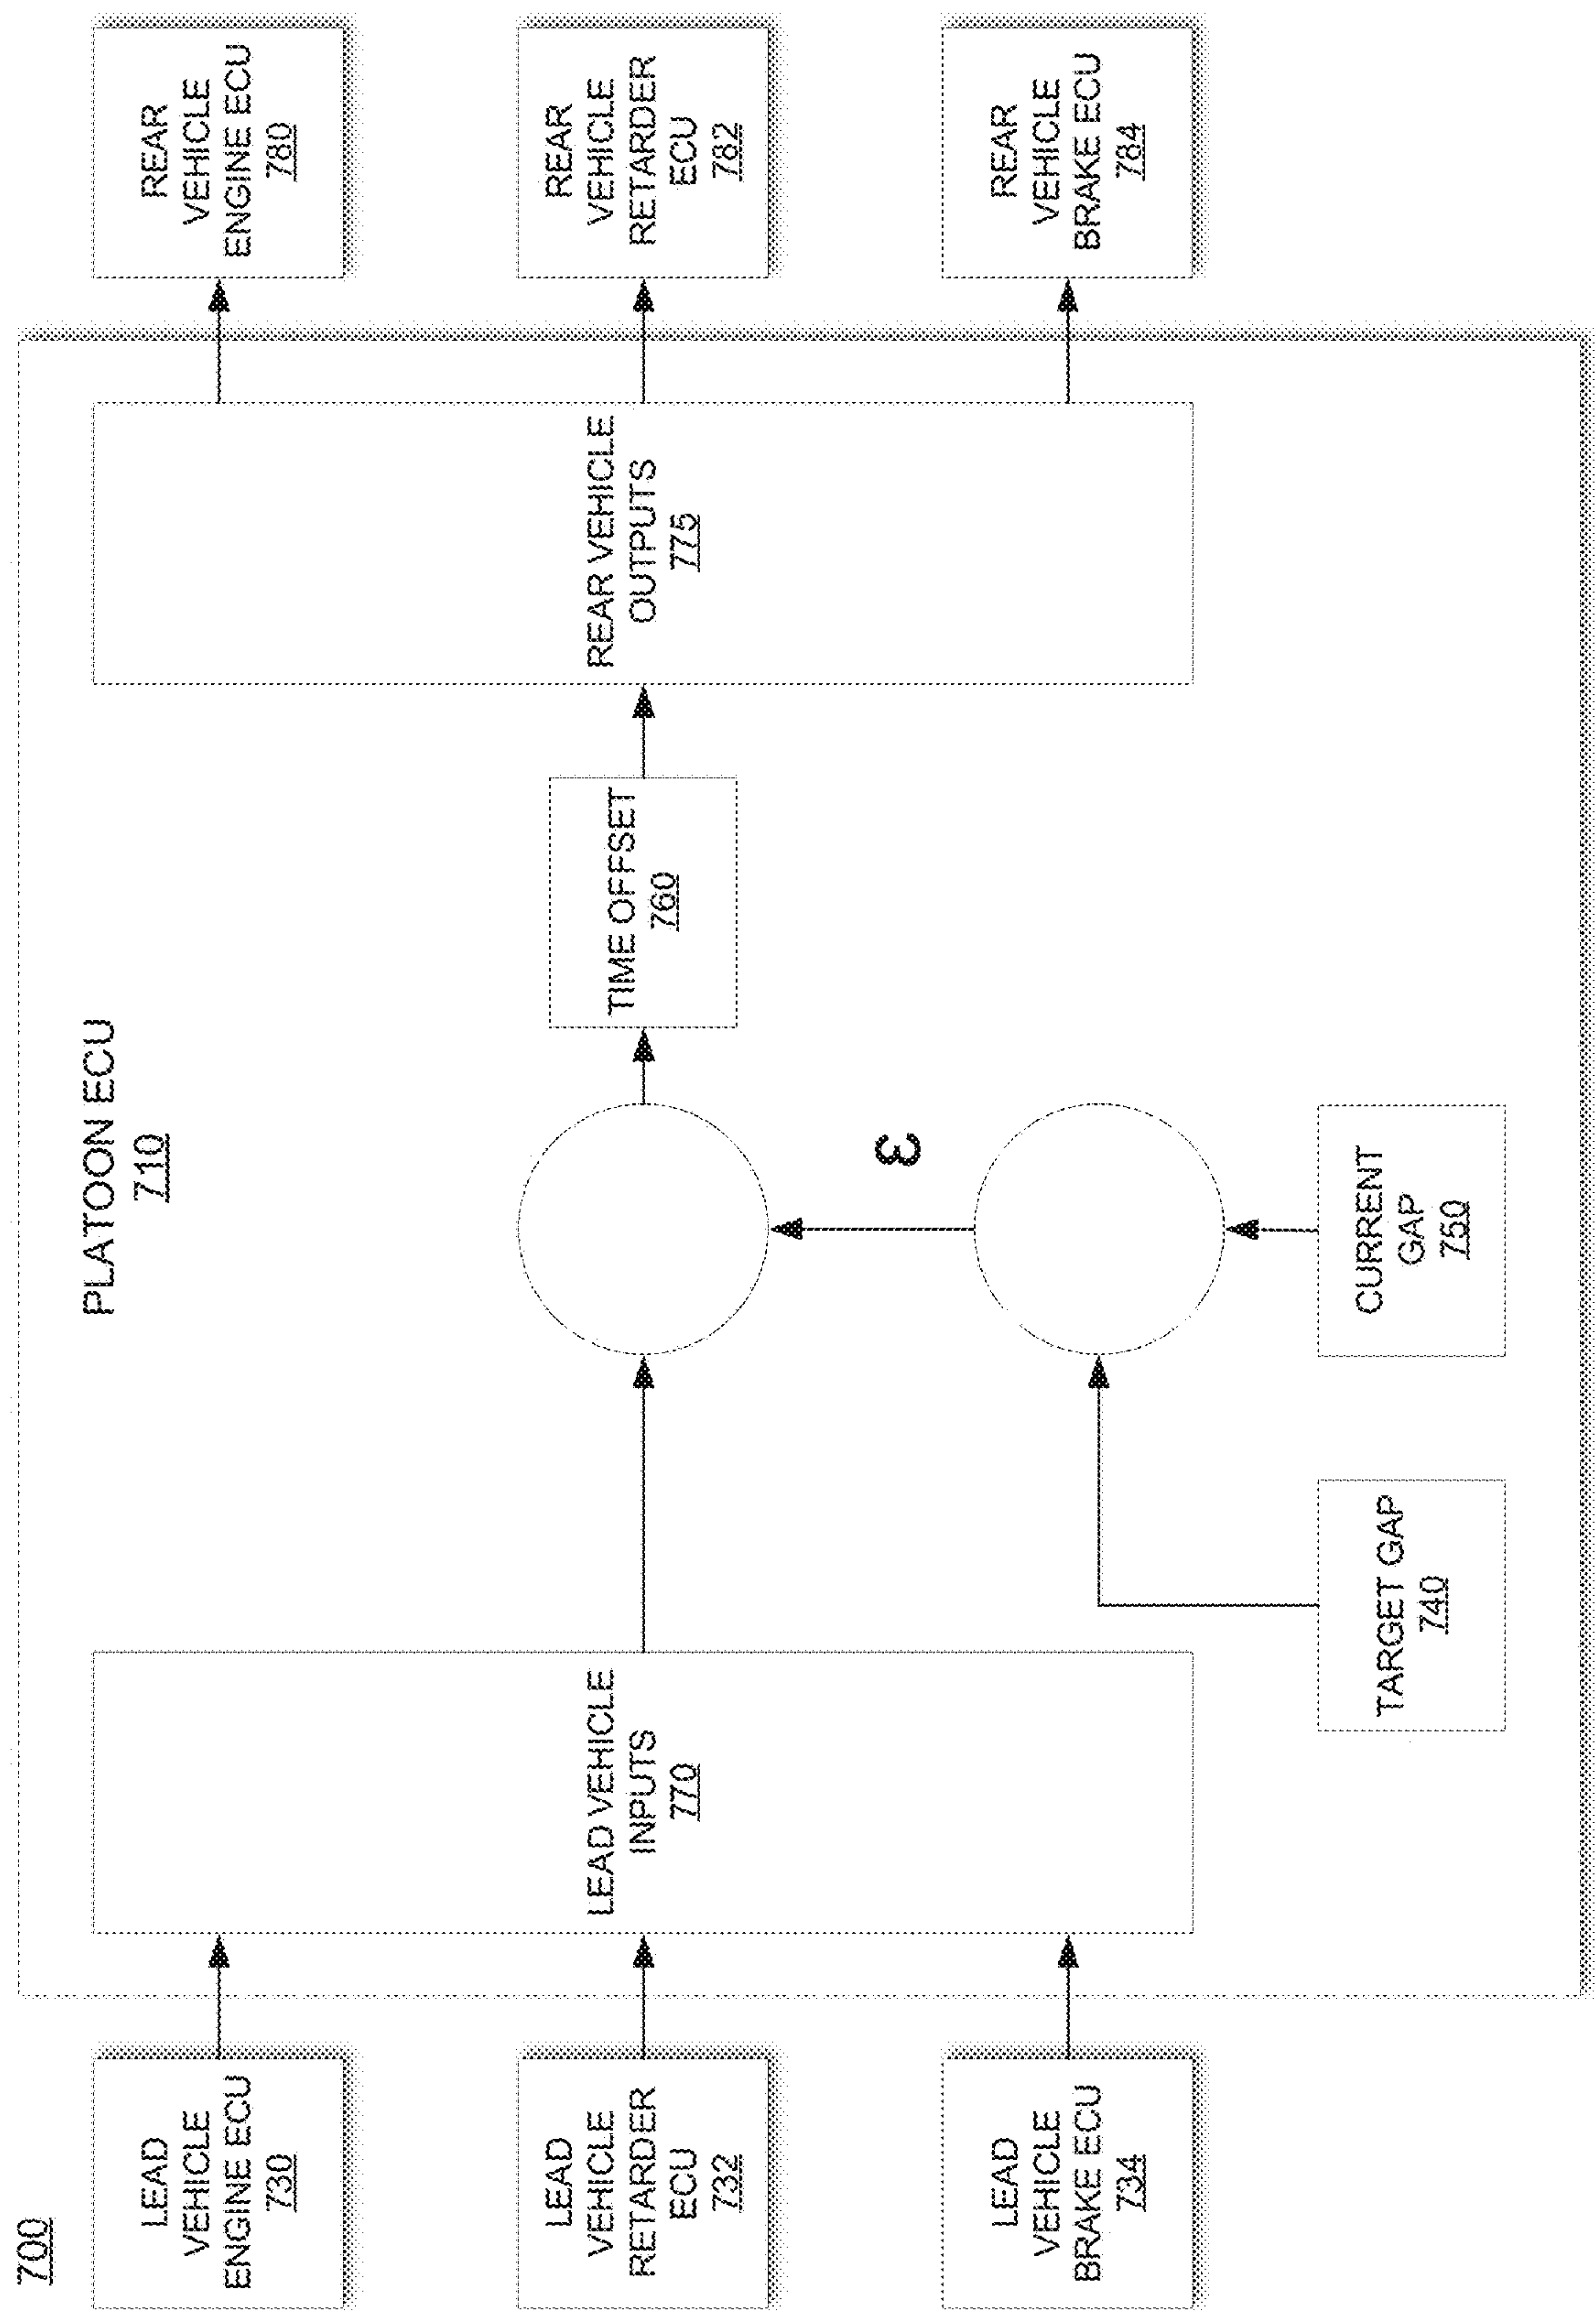 700
PLATOON ECU
710
LEAD
VEHICLE
ENGINE ECU
730
LEAD
VEHICLE
RETARDER
ECU
732
LEAD
VEHICLE
BRAKE ECU
734
LEAD VEHICLE
INPUTS
770
TARGET GAP
740
CURRENT
GAP
750
ε
TIME OFFSET
760
REAR VEHICLE
OUTPUTS
775
REAR
VEHICLE
ENGINE ECU
780
REAR
VEHICLE
RETARDER
ECU
782
REAR
VEHICLE
BRAKE ECU
784